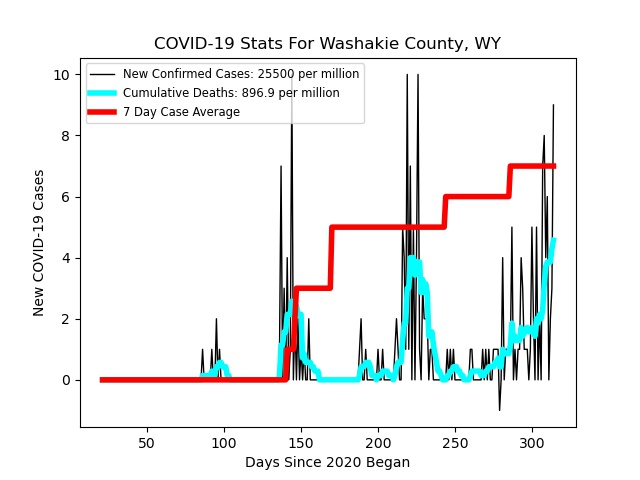 COVID-19 Stats For Washakie County, WY
New Confirmed Cases: 25500 per million
Cumulative Deaths: 896.9 per million
7 Day Case Average
10
8
6
4
2
0
New COVID-19 Cases
50 100 150 200 250 300
Days Since 2020 Began